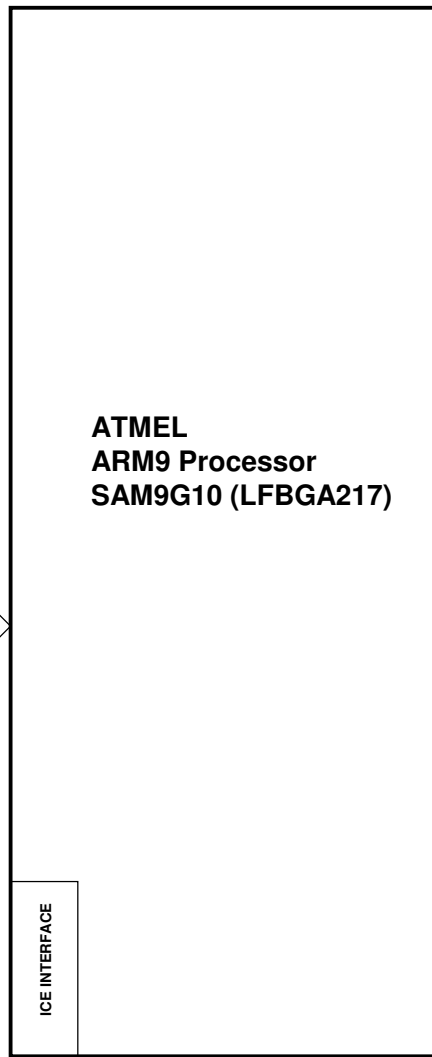 ATMEL
ARM9 Processor
SAM9G10 (LFBGA217)
ICE INTERFACE